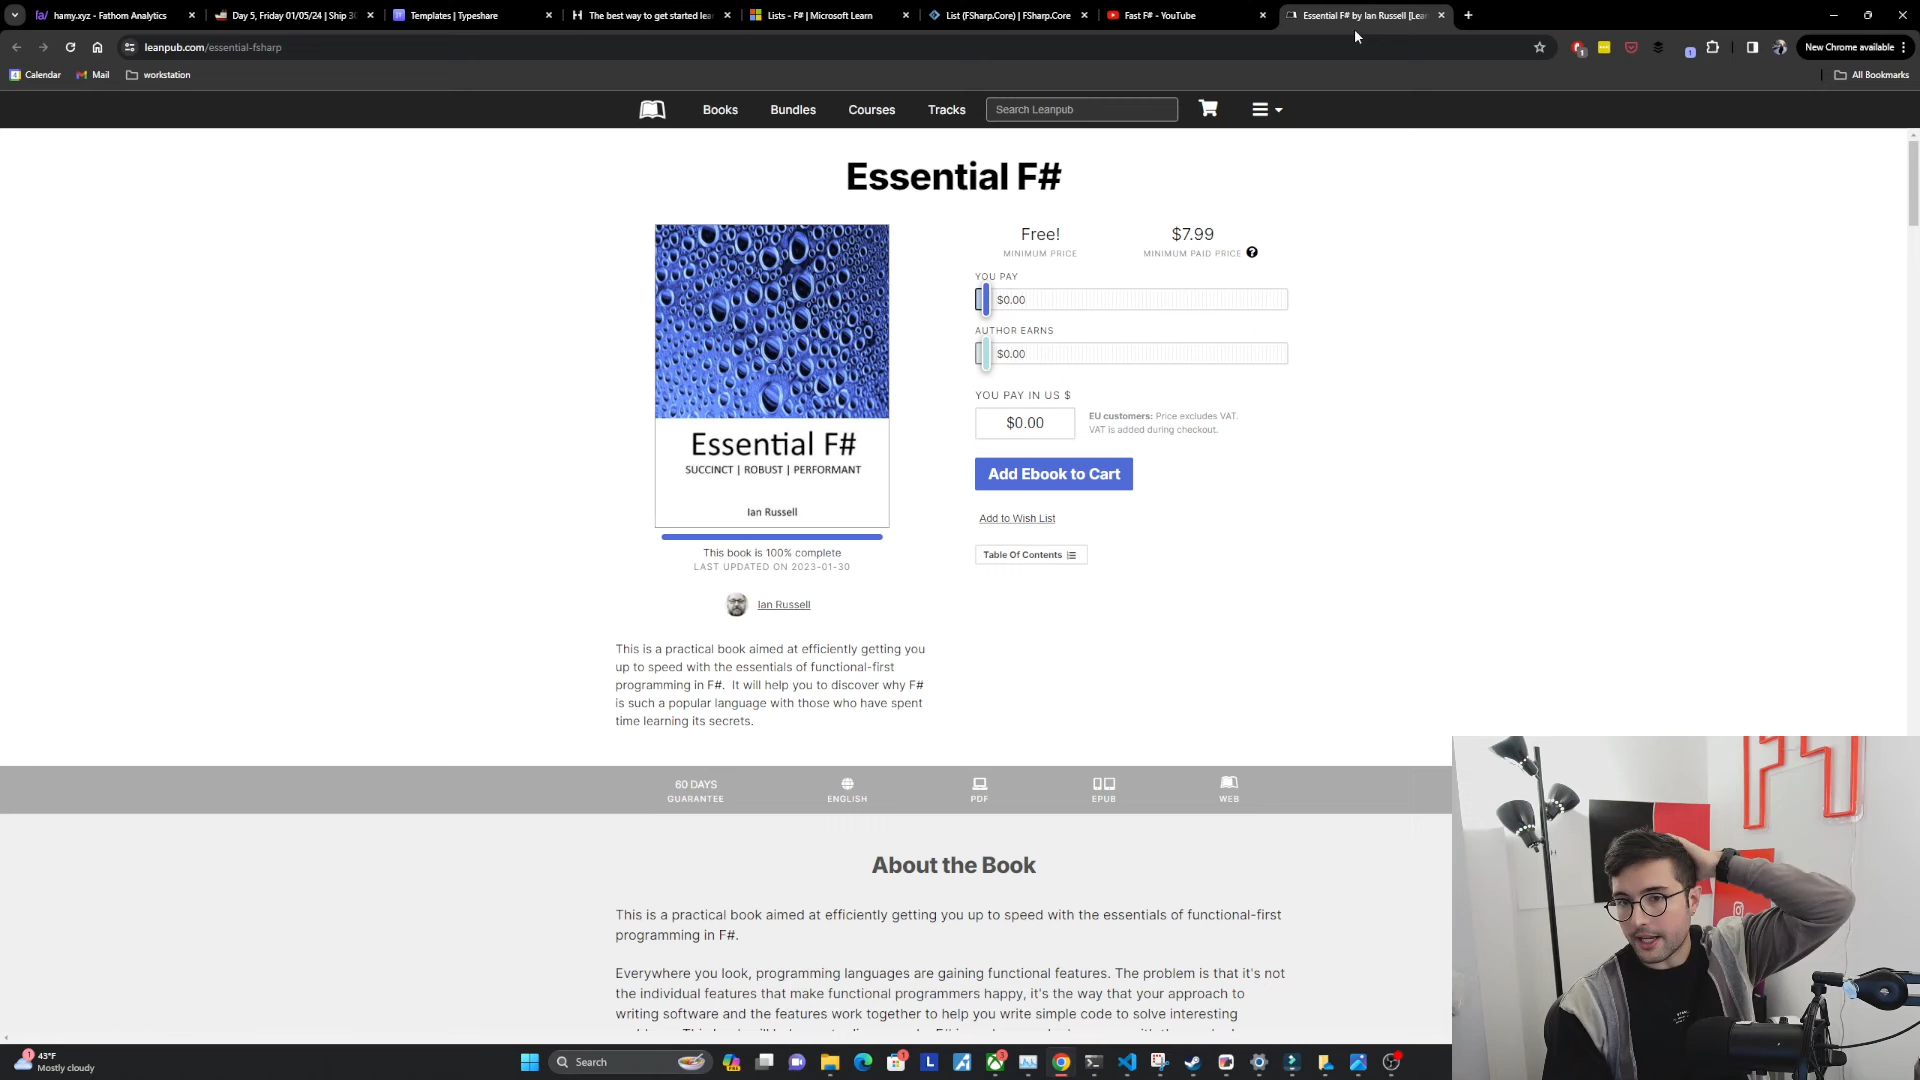 hamy.xyz - Fathom Analytics
Day 5, Friday 01/05/24 | Ship 30
Templates | Typeshare
The best way to get started lea
Lists - F# | Microsoft Learn
List (FSharp.Core) | FSharp.Core
Fast F# - YouTube
Essential F# by Ian Russell [Lean
leanpub.com/essential-fsharp
New Chrome available
Calendar
Mail
workstation
All Bookmarks
Books
Bundles
Courses
Tracks
Search Leanpub
Essential F#
Free!
MINIMUM PRICE
$7.99
MINIMUM PAID PRICE
YOU PAY
$0.00
AUTHOR EARNS
$0.00
YOU PAY IN US $
$0.00
EU customers: Price excludes VAT.
VAT is added during checkout.
Add Ebook to Cart
Add to Wish List
Table Of Contents
Essential F#
SUCCINCT | ROBUST | PERFORMANT
Ian Russell
This book is 100% complete
LAST UPDATED ON 2023-01-30
Ian Russell
This is a practical book aimed at efficiently getting you
up to speed with the essentials of functional-first
programming in F#. It will help you to discover why F#
is such a popular language with those who have spent
time learning its secrets.
60 DAYS
GUARANTEE
ENGLISH
PDF
EPUB
WEB
About the Book
This is a practical book aimed at efficiently getting you up to speed with the essentials of functional-first
programming in F#.
Everywhere you look, programming languages are gaining functional features. The problem is that it's not
the individual features that make functional programmers happy, it's the way that your approach to
writing software and the features work together to help you write simple code to solve interesting
43°F
Mostly cloudy
Search